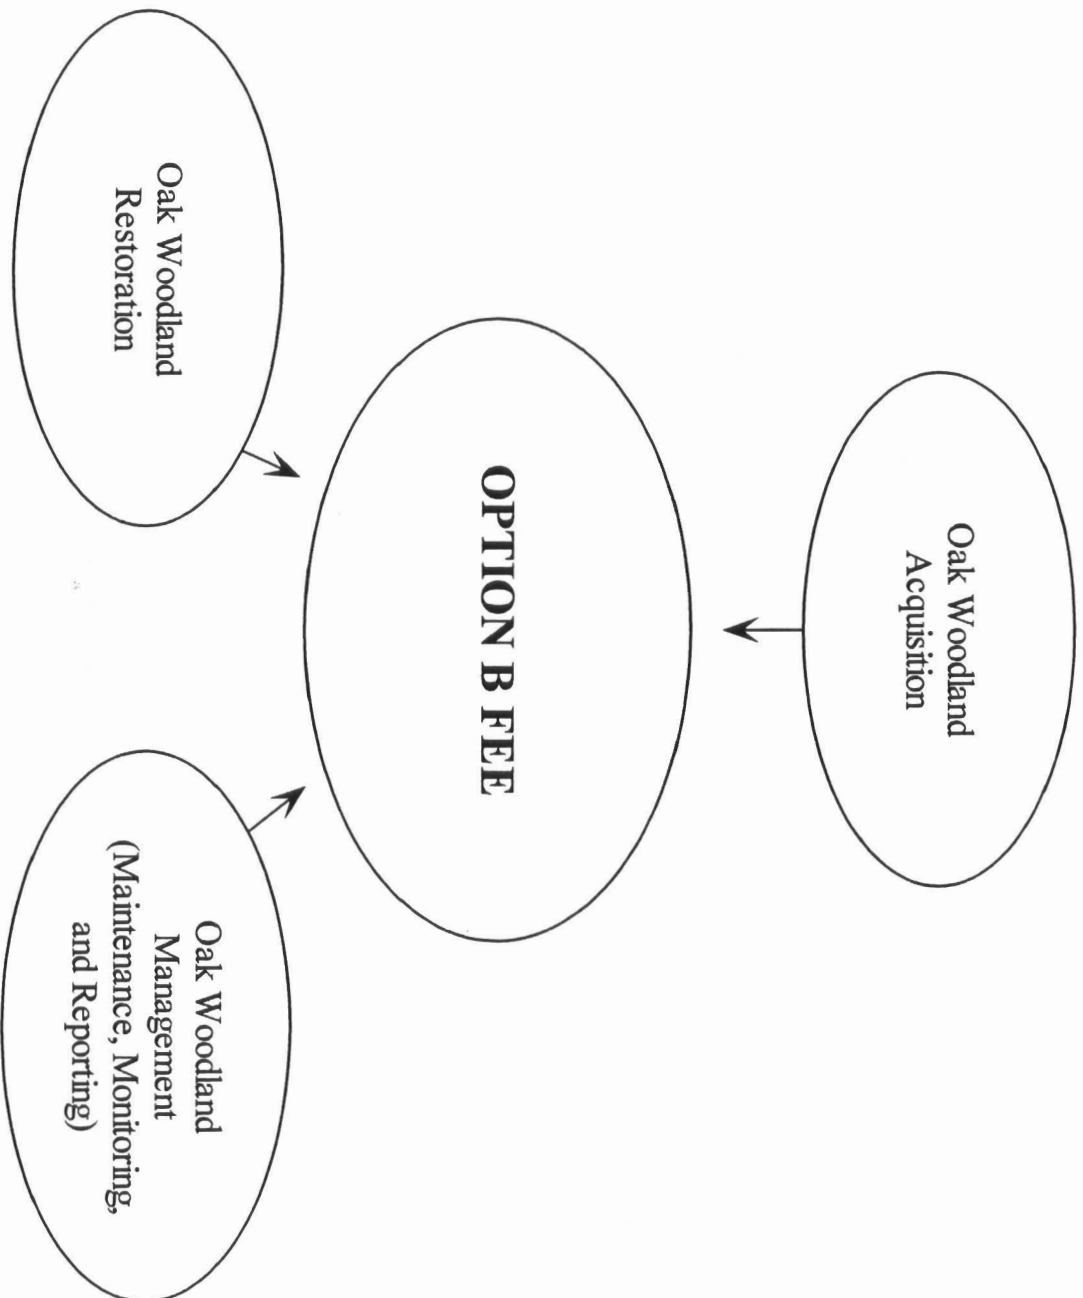 Oak Woodland
Acquisition
OPTION B FEE
Oak Woodland
Restoration
Oak Woodland
Management
(Maintenance, Monitoring,
and Reporting)